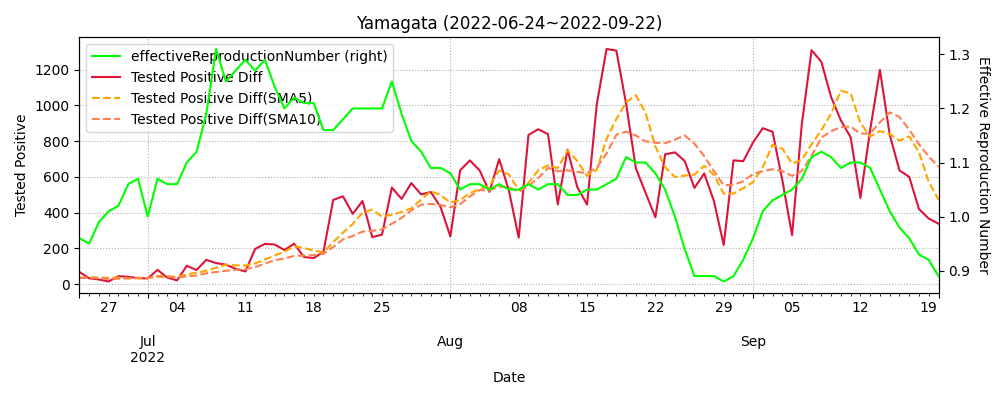 Yamagata (2022-06-24~2022-09-22)
effectiveReproductionNumber (right)
Tested Positive Diff
Tested Positive Diff(SMA5)
Tested Positive Diff(SMA10)
Tested Positive
1200
1000
800
600
400
200
0
1.3
1.2
1.1
1.0
0.9
Effective Reproduction Number
27 04 11 18 25 08 15 22 29 05 12 19
Jul Aug Sep
2022
Date